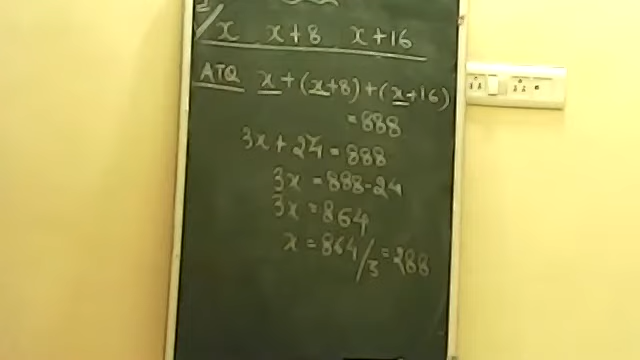 x x+8 x+16
ATQ x+(x+8)+(x+16)
=888
3x+24=888
3x=888-24
3x=864
x=864/3=288